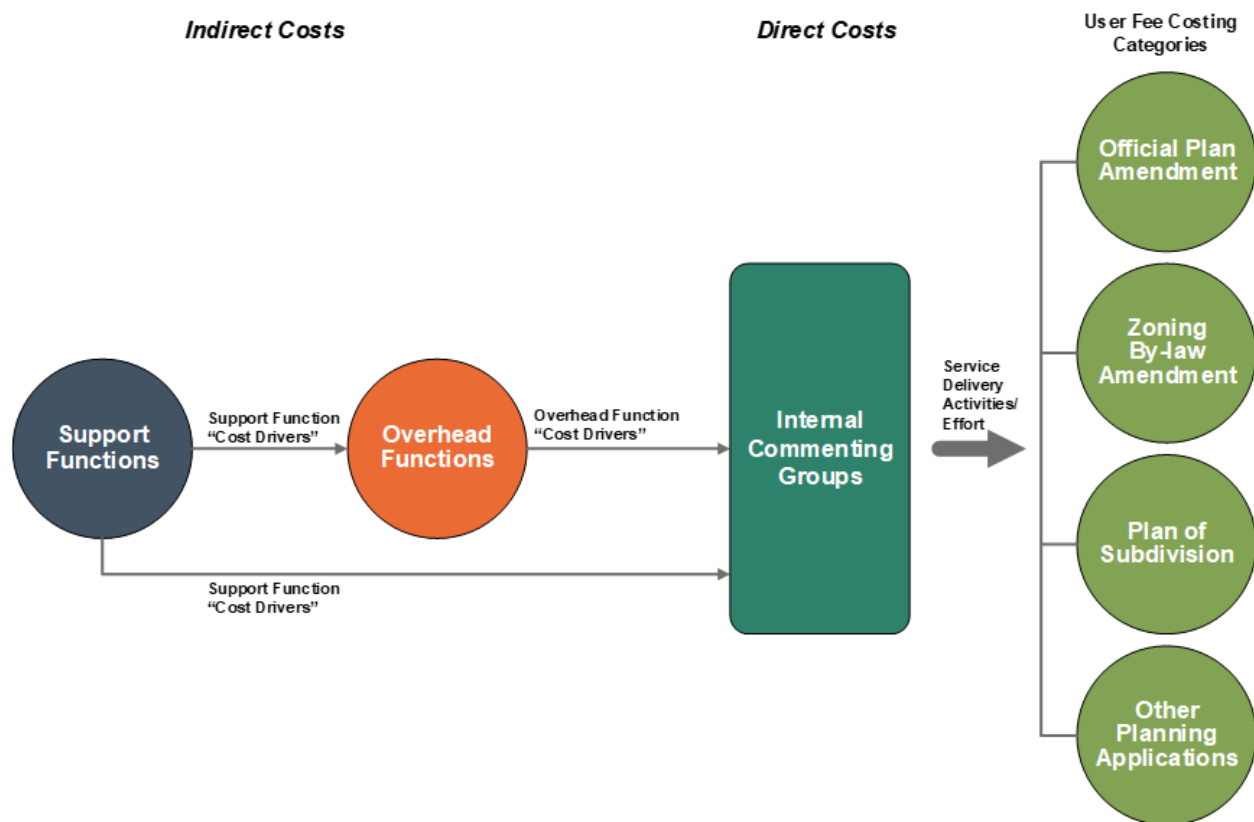 Indirect Costs
Direct Costs
User Fee Costing
Categories
Official Plan
Amendment
Zoning
By-law
Amendment
Service
Delivery
Activities/
Effort
Support Function
“Cost Drivers”
Overhead Function
“Cost Drivers”
Support
Functions
Overhead
Functions
Internal
Commenting
Groups
Plan of
Subdivision
Support Function
“Cost Drivers”
Other
Planning
Applications